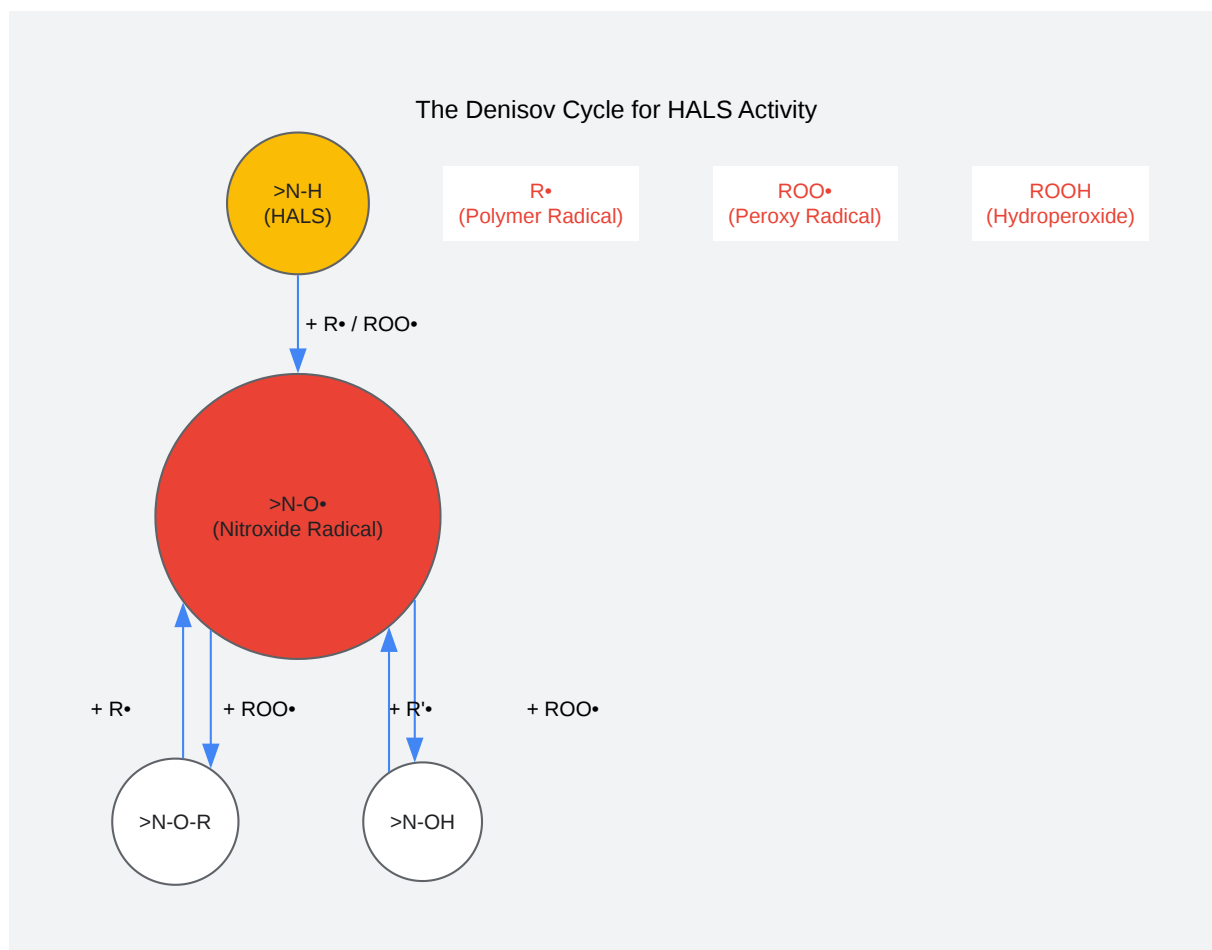 The Denisov Cycle for HALS Activity
>N-H
(HALS)
R•
(Polymer Radical)
ROO•
(Peroxy Radical)
ROOH
(Hydroperoxide)
+ R• / ROO•
>N-O•
(Nitroxide Radical)
+ R•
+ ROO•
+ R'•
+ ROO•
>N-O-R
>N-OH